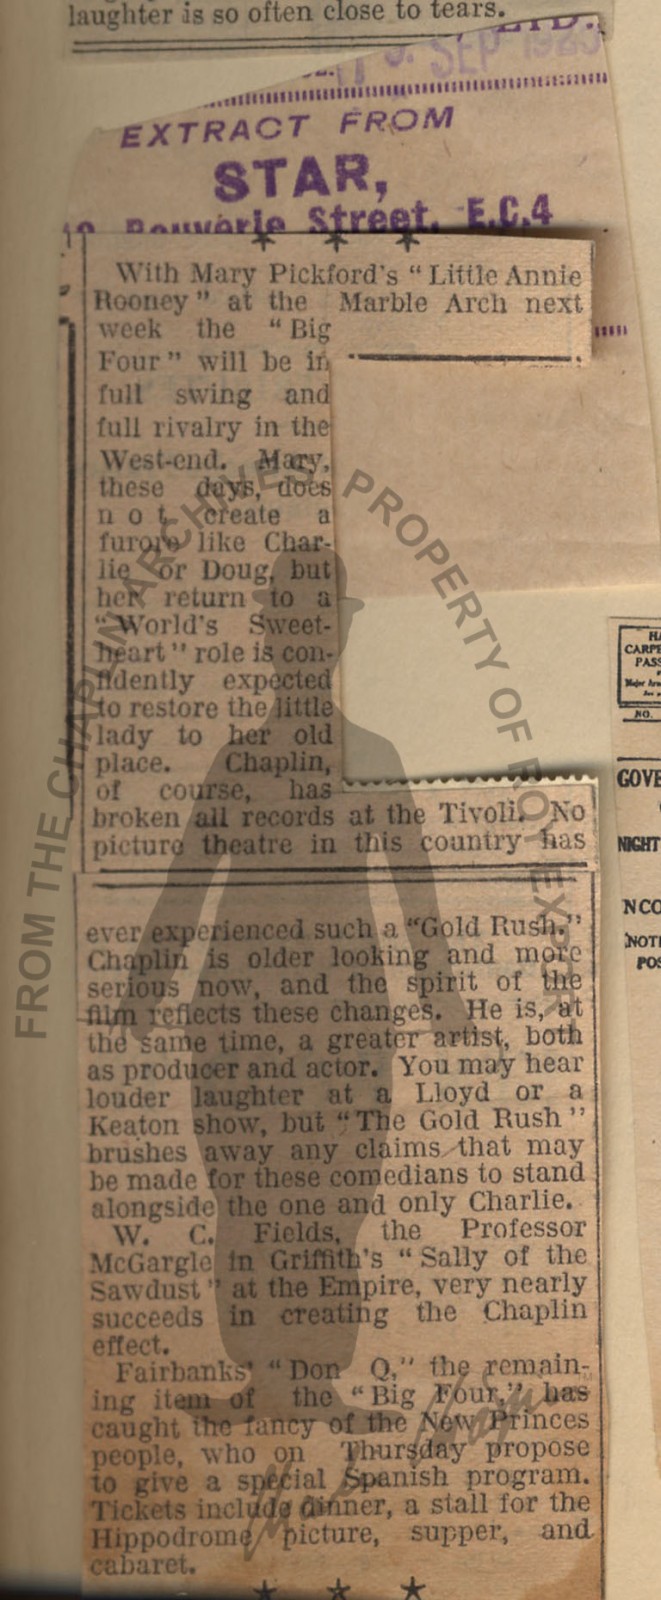 laughter is so often close to tears.
LTD.
SEP 1925
EXTRACT FROM
STAR,
Bouverie Street, E.C.4
★ ★ ★
With Mary Pickford's "Little Annie
Rooney" at the Marble Arch next
week the "Big
Four" will be in
full swing and
full rivalry in the
West-end. Mary,
these days, does
not create a
furore like Char-
lie or Doug, but
her return to a
"World's Sweet-
heart" role is con-
fidently expected
to restore the little
lady to her old
place. Chaplin,
of course, has
broken all records at the Tivoli. No
picture theatre in this country has
ever experienced such a "Gold Rush."
Chaplin is older looking and more
serious now, and the spirit of the
film reflects these changes. He is, at
the same time, a greater artist, both
as producer and actor. You may hear
louder laughter at a Lloyd or a
Keaton show, but "The Gold Rush"
brushes away any claims that may
be made for these comedians to stand
alongside the one and only Charlie.
W. C. Fields, the Professor
McGargle in Griffith's "Sally of the
Sawdust" at the Empire, very nearly
succeeds in creating the Chaplin
effect.
Fairbanks' "Don Q," the remain-
ing item of the "Big Four," has
caught the fancy of the New Princes
people, who on Thursday propose
to give a special Spanish program.
Tickets include dinner, a stall for the
Hippodrome picture, supper, and
cabaret.
★ ★ ★
FROM THE CHAPLIN ARCHIVES PROPERTY OF ROY EXPORT
NO.
NIGHT